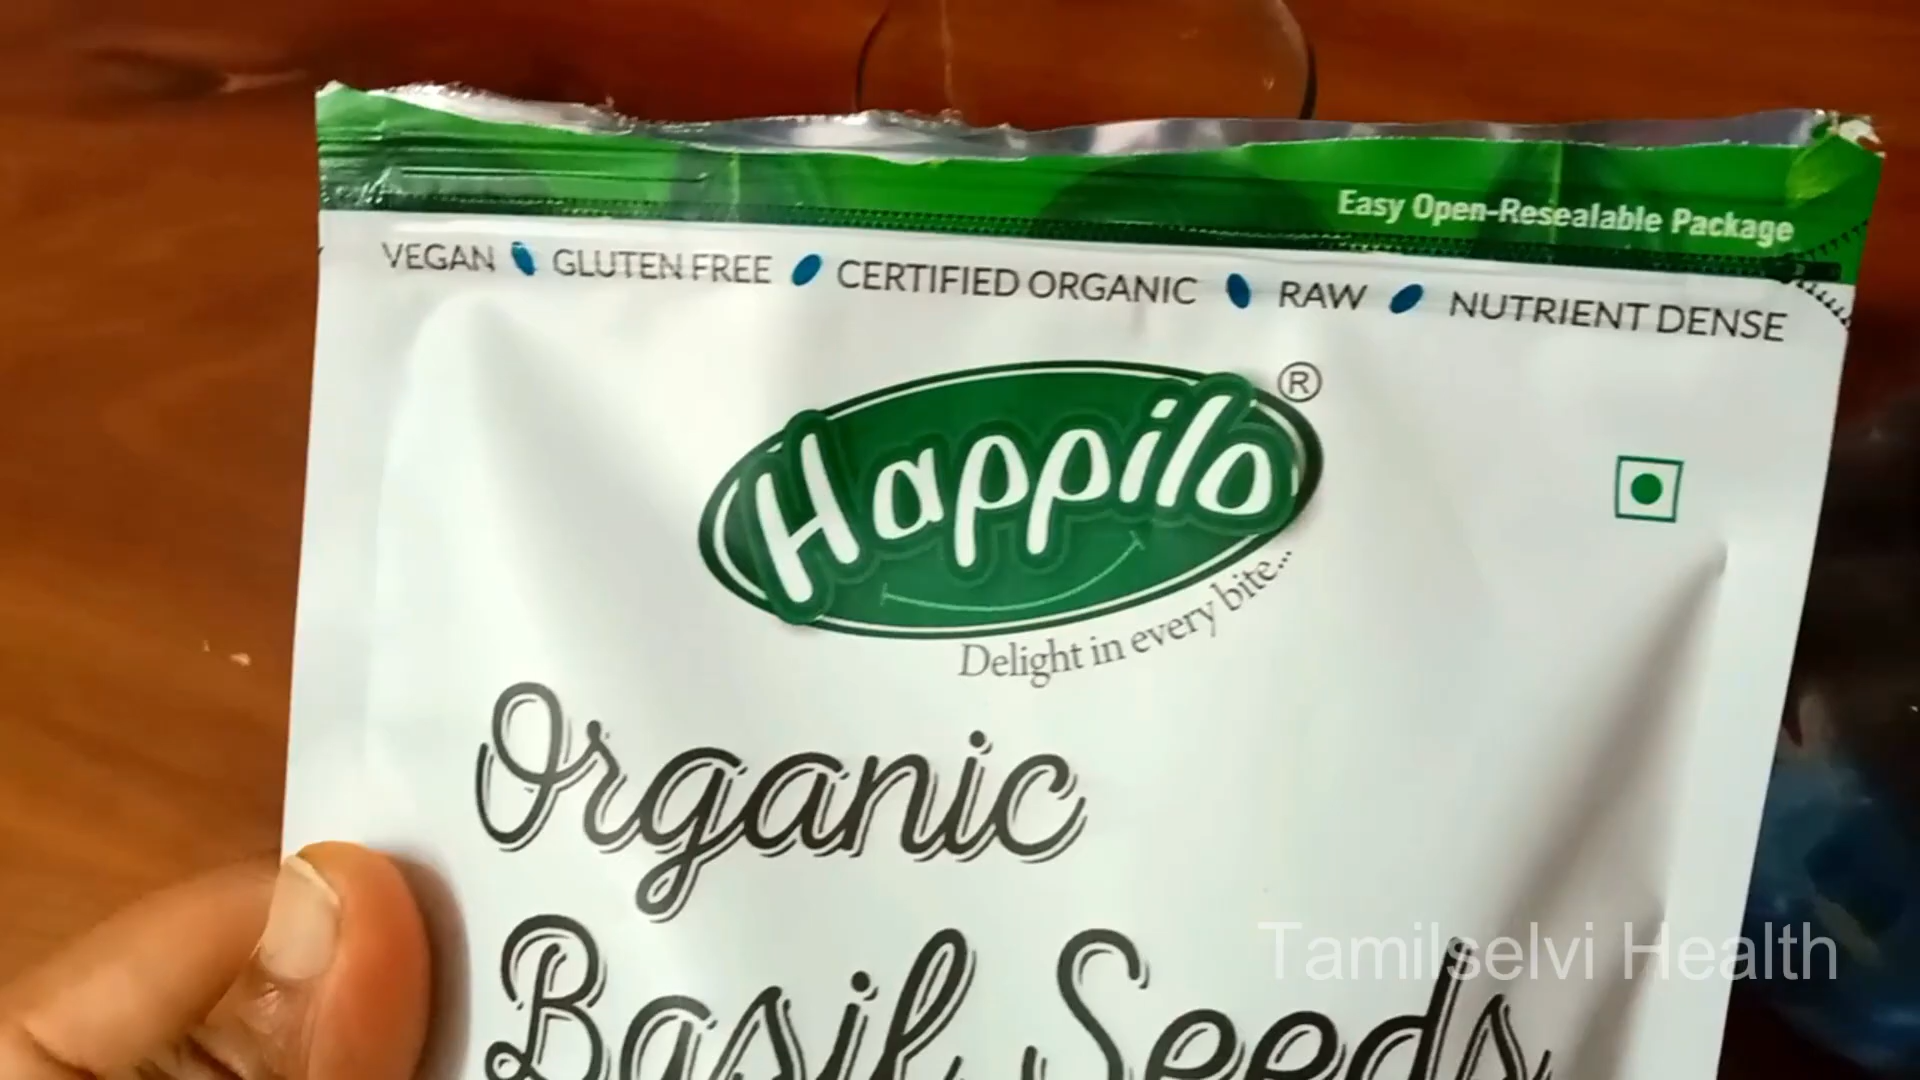 Easy Open-Resealable Package
VEGAN GLUTEN FREE CERTIFIED ORGANIC RAW NUTRIENT DENSE
Happilo ®
Delight in every bite...
Organic
Basil Seeds
Tamilselvi Health